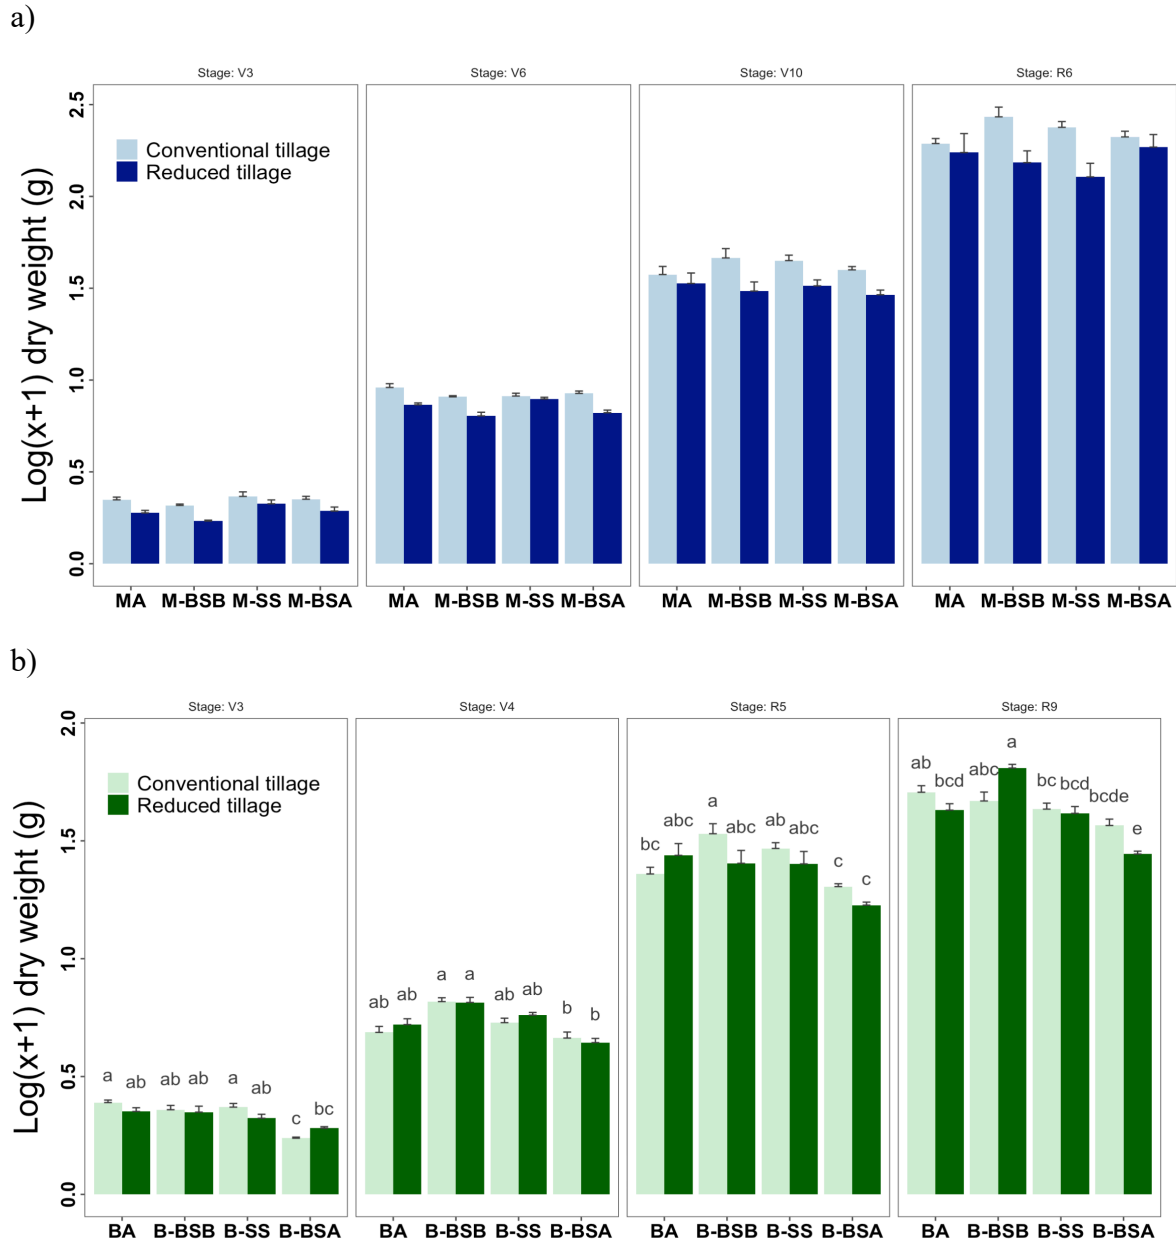 a)
Stage: V3 Stage: V6 Stage: V10 Stage: R6
Log(x+1) dry weight (g)
2.5
2.0
1.5
1.0
0.5
0.0
Conventional tillage
Reduced tillage
MA M-BSB M-SS M-BSA MA M-BSB M-SS M-BSA MA M-BSB M-SS M-BSA MA M-BSB M-SS M-BSA
b)
Stage: V3 Stage: V4 Stage: R5 Stage: R9
Log(x+1) dry weight (g)
2.0
1.5
1.0
0.5
0.0
Conventional tillage
Reduced tillage
a ab ab ab a ab c bc
ab ab a a ab ab b b
bc abc a abc ab abc c c
ab bcd abc a bc bcd bcde e
BA B-BSB B-SS B-BSA BA B-BSB B-SS B-BSA BA B-BSB B-SS B-BSA BA B-BSB B-SS B-BSA